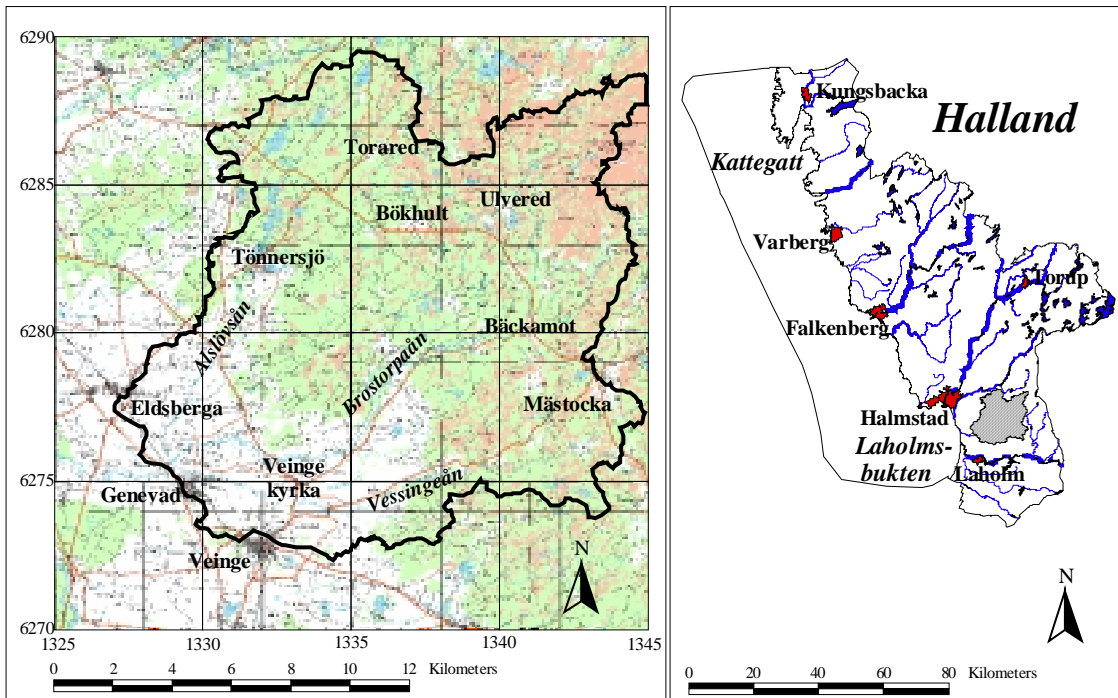 6290
6285
6280
6275
6270
1325
1330
1335
1340
1345
Torared
Ulvered
Bökhult
Tönnersjö
Alslövsån
Bäckamot
Brostorpaån
Eldsberga
Mästocka
Veinge
kyrka
Genevad
Vessingeån
Veinge
N
0 2 4 6 8 10 12 Kilometers
Kungsbacka
Halland
Kattegatt
Varberg
Torup
Falkenberg
Halmstad
Laholms-
bukten
Laholm
N
0 20 40 60 80 Kilometers